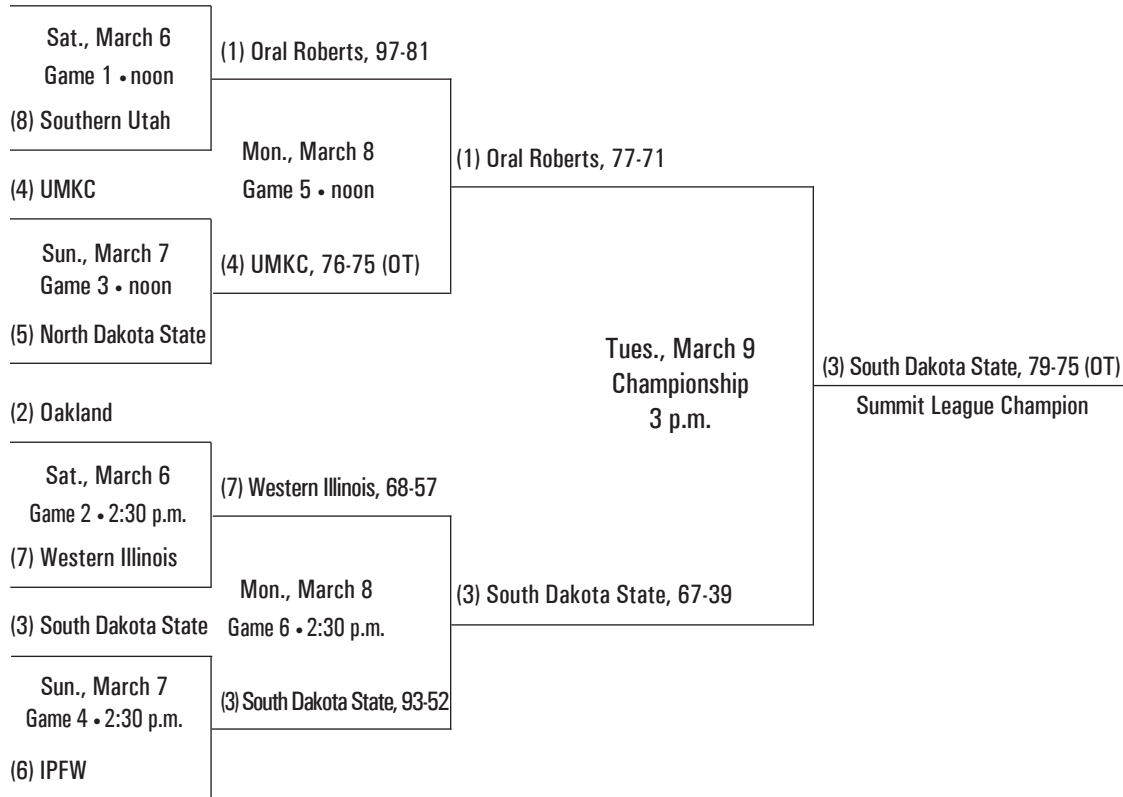 Sat., March 6
Game 1 • noon
(1) Oral Roberts, 97-81
(8) Southern Utah
Mon., March 8
Game 5 • noon
(1) Oral Roberts, 77-71
(4) UMKC
Sun., March 7
Game 3 • noon
(4) UMKC, 76-75 (OT)
(5) North Dakota State
Tues., March 9
Championship
3 p.m.
(3) South Dakota State, 79-75 (OT)
Summit League Champion
(2) Oakland
Sat., March 6
Game 2 • 2:30 p.m.
(7) Western Illinois, 68-57
(7) Western Illinois
Mon., March 8
Game 6 • 2:30 p.m.
(3) South Dakota State, 67-39
(3) South Dakota State
Sun., March 7
Game 4 • 2:30 p.m.
(3) South Dakota State, 93-52
(6) IPFW